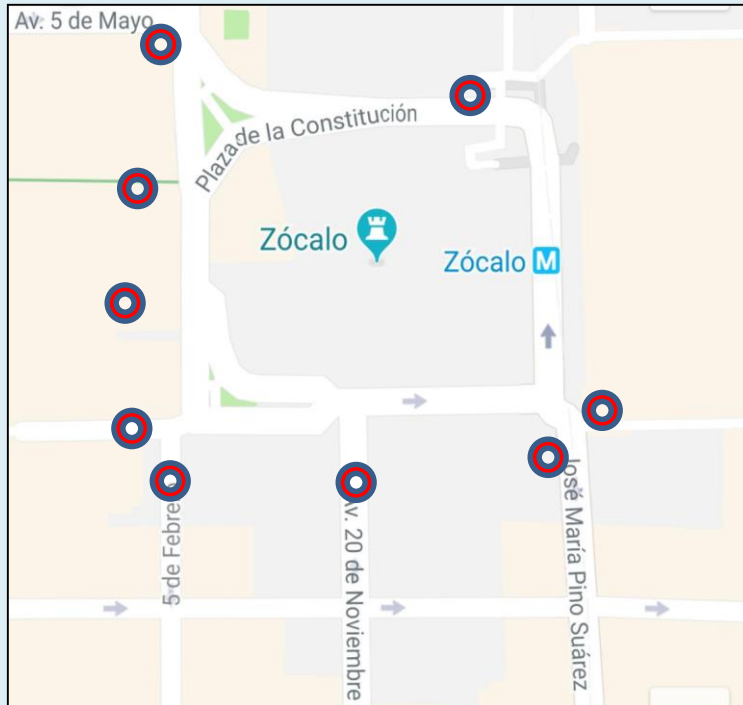 Av. 5 de Mayo
Plaza de la Constitución
Zócalo
Zócalo M
5 de Febrero
Av. 20 de Noviembre
José María Pino Suárez